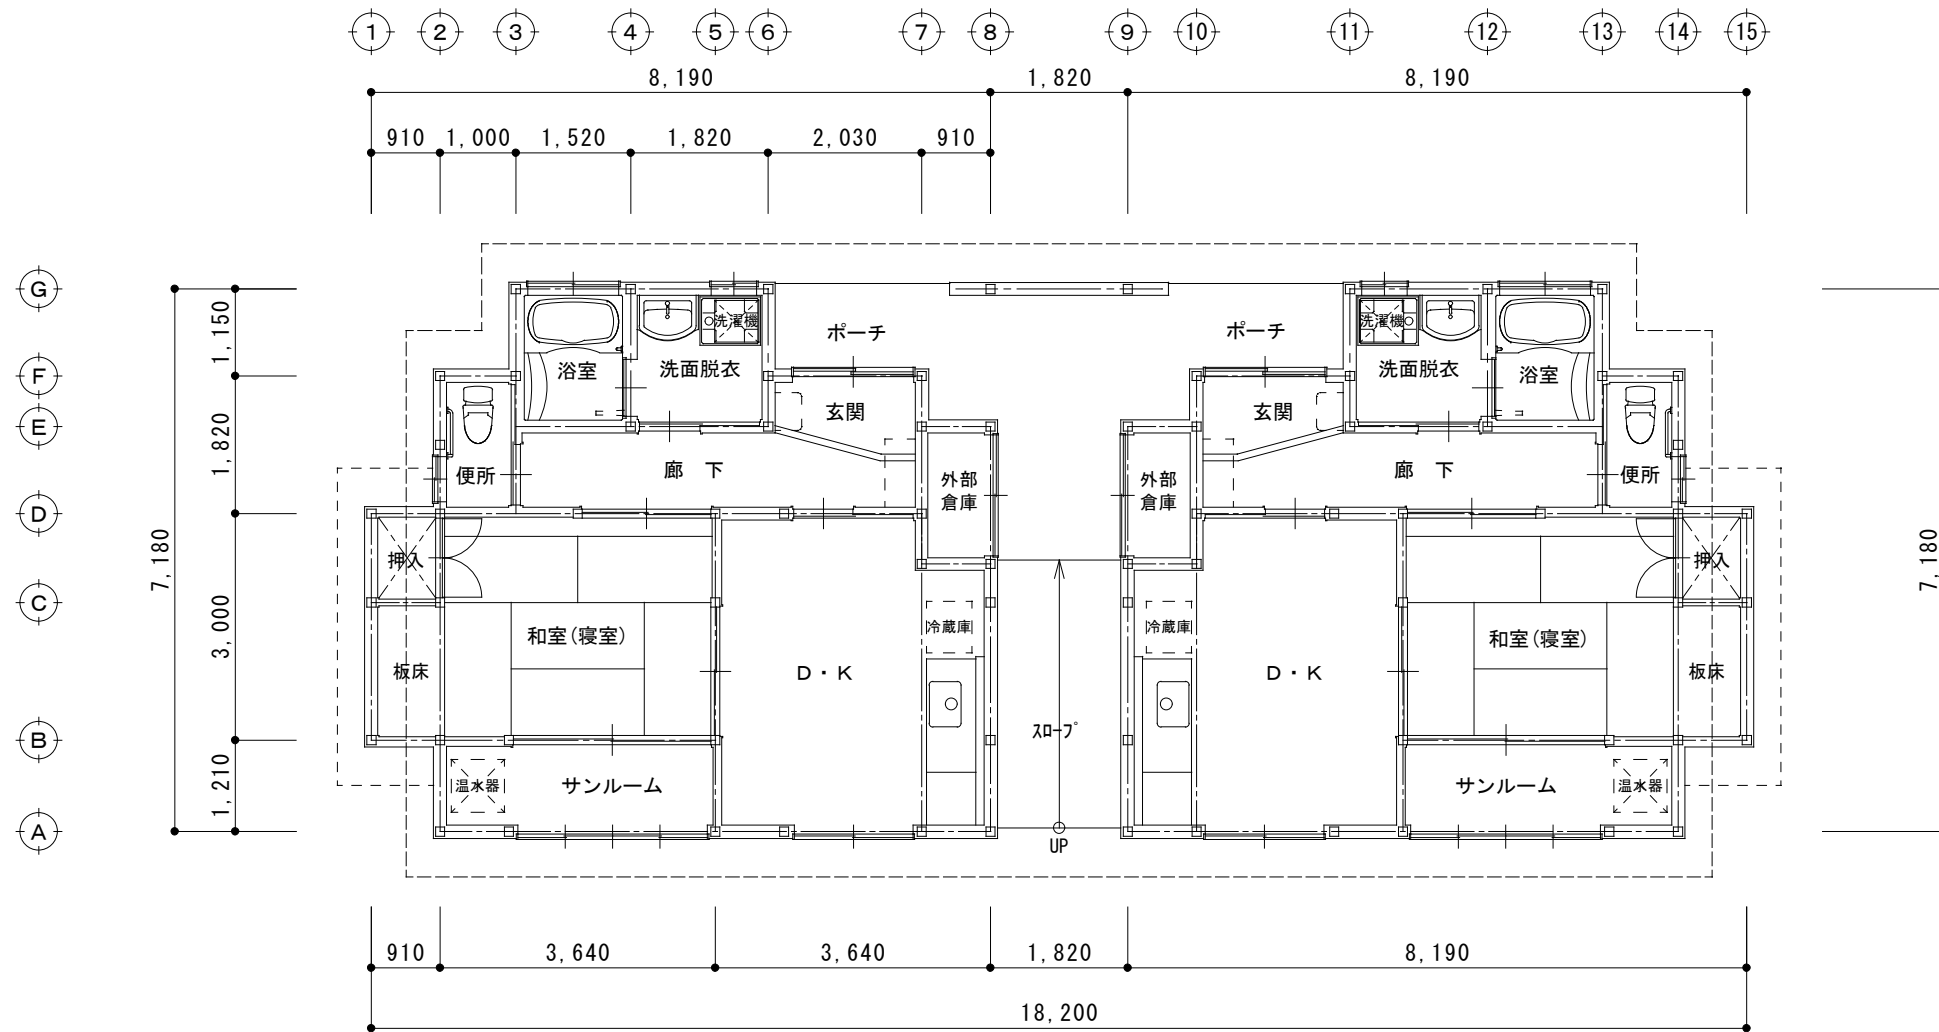 1 2 3 4 5 6 7 8 9 10 11 12 13 14 15
8,190 1,820 8,190
910 1,000 1,520 1,820 2,030 910
G
F
E
D
C
B
A
7,180
1,150
1,820
3,000
1,210
7,180
洗濯機 洗濯機
ポーチ ポーチ
浴室 洗面脱衣 洗面脱衣 浴室
玄関 玄関
便所 廊 下 廊 下 便所
外部
倉庫
外部
倉庫
押入 押入
冷蔵庫 冷蔵庫
和室(寝室) 和室(寝室)
板床 D・K D・K 板床
スロープ
温水器 サンルーム サンルーム 温水器
UP
910 3,640 3,640 1,820 8,190
18,200